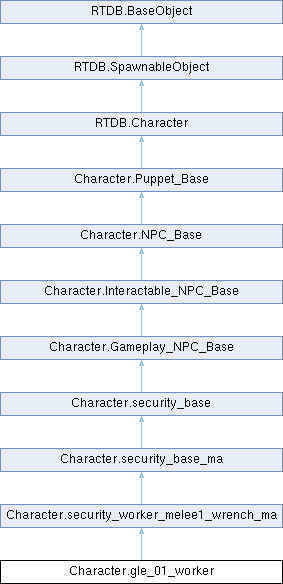 RTDB.BaseObject
RTDB.SpawnableObject
RTDB.Character
Character.Puppet_Base
Character.NPC_Base
Character.Interactable_NPC_Base
Character.Gameplay_NPC_Base
Character.security_base
Character.security_base_ma
Character.security_worker_melee1_wrench_ma
Character.gle_01_worker